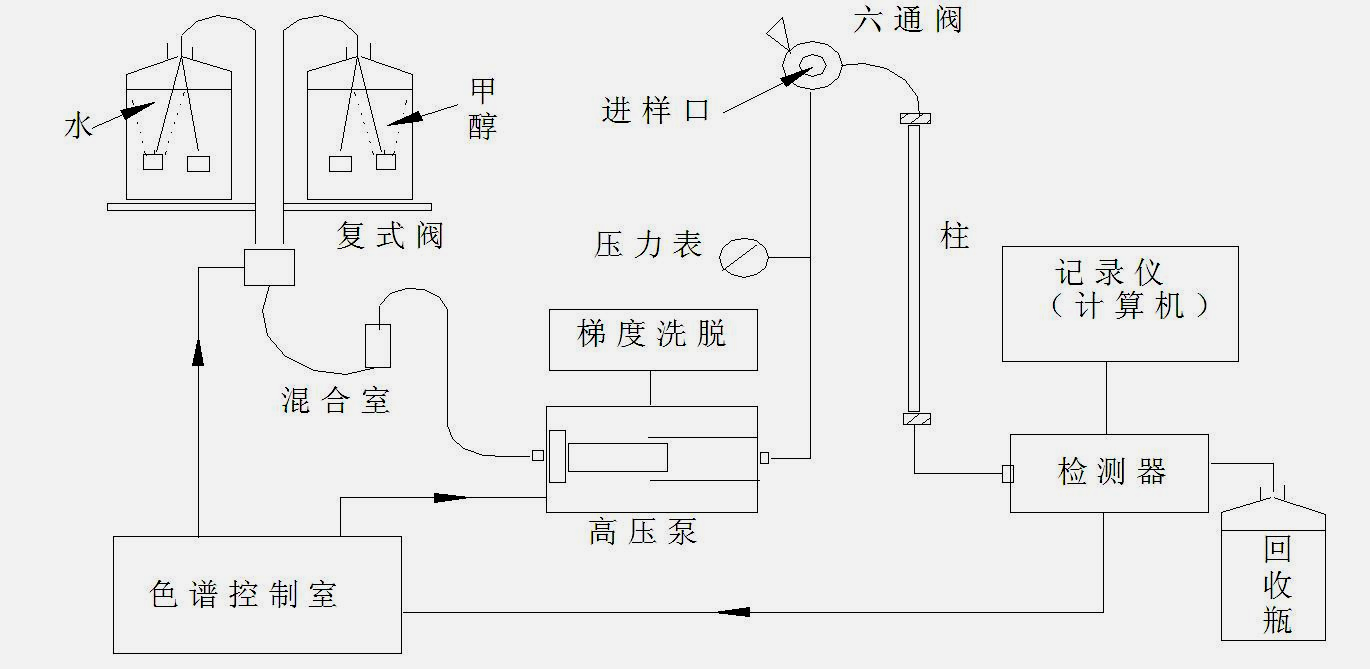 六通阀
水
甲
醇
进样口
复式阀
压力表
柱
记录仪
（计算机）
梯度洗脱
混合室
检测器
高压泵
回
收
瓶
色谱控制室